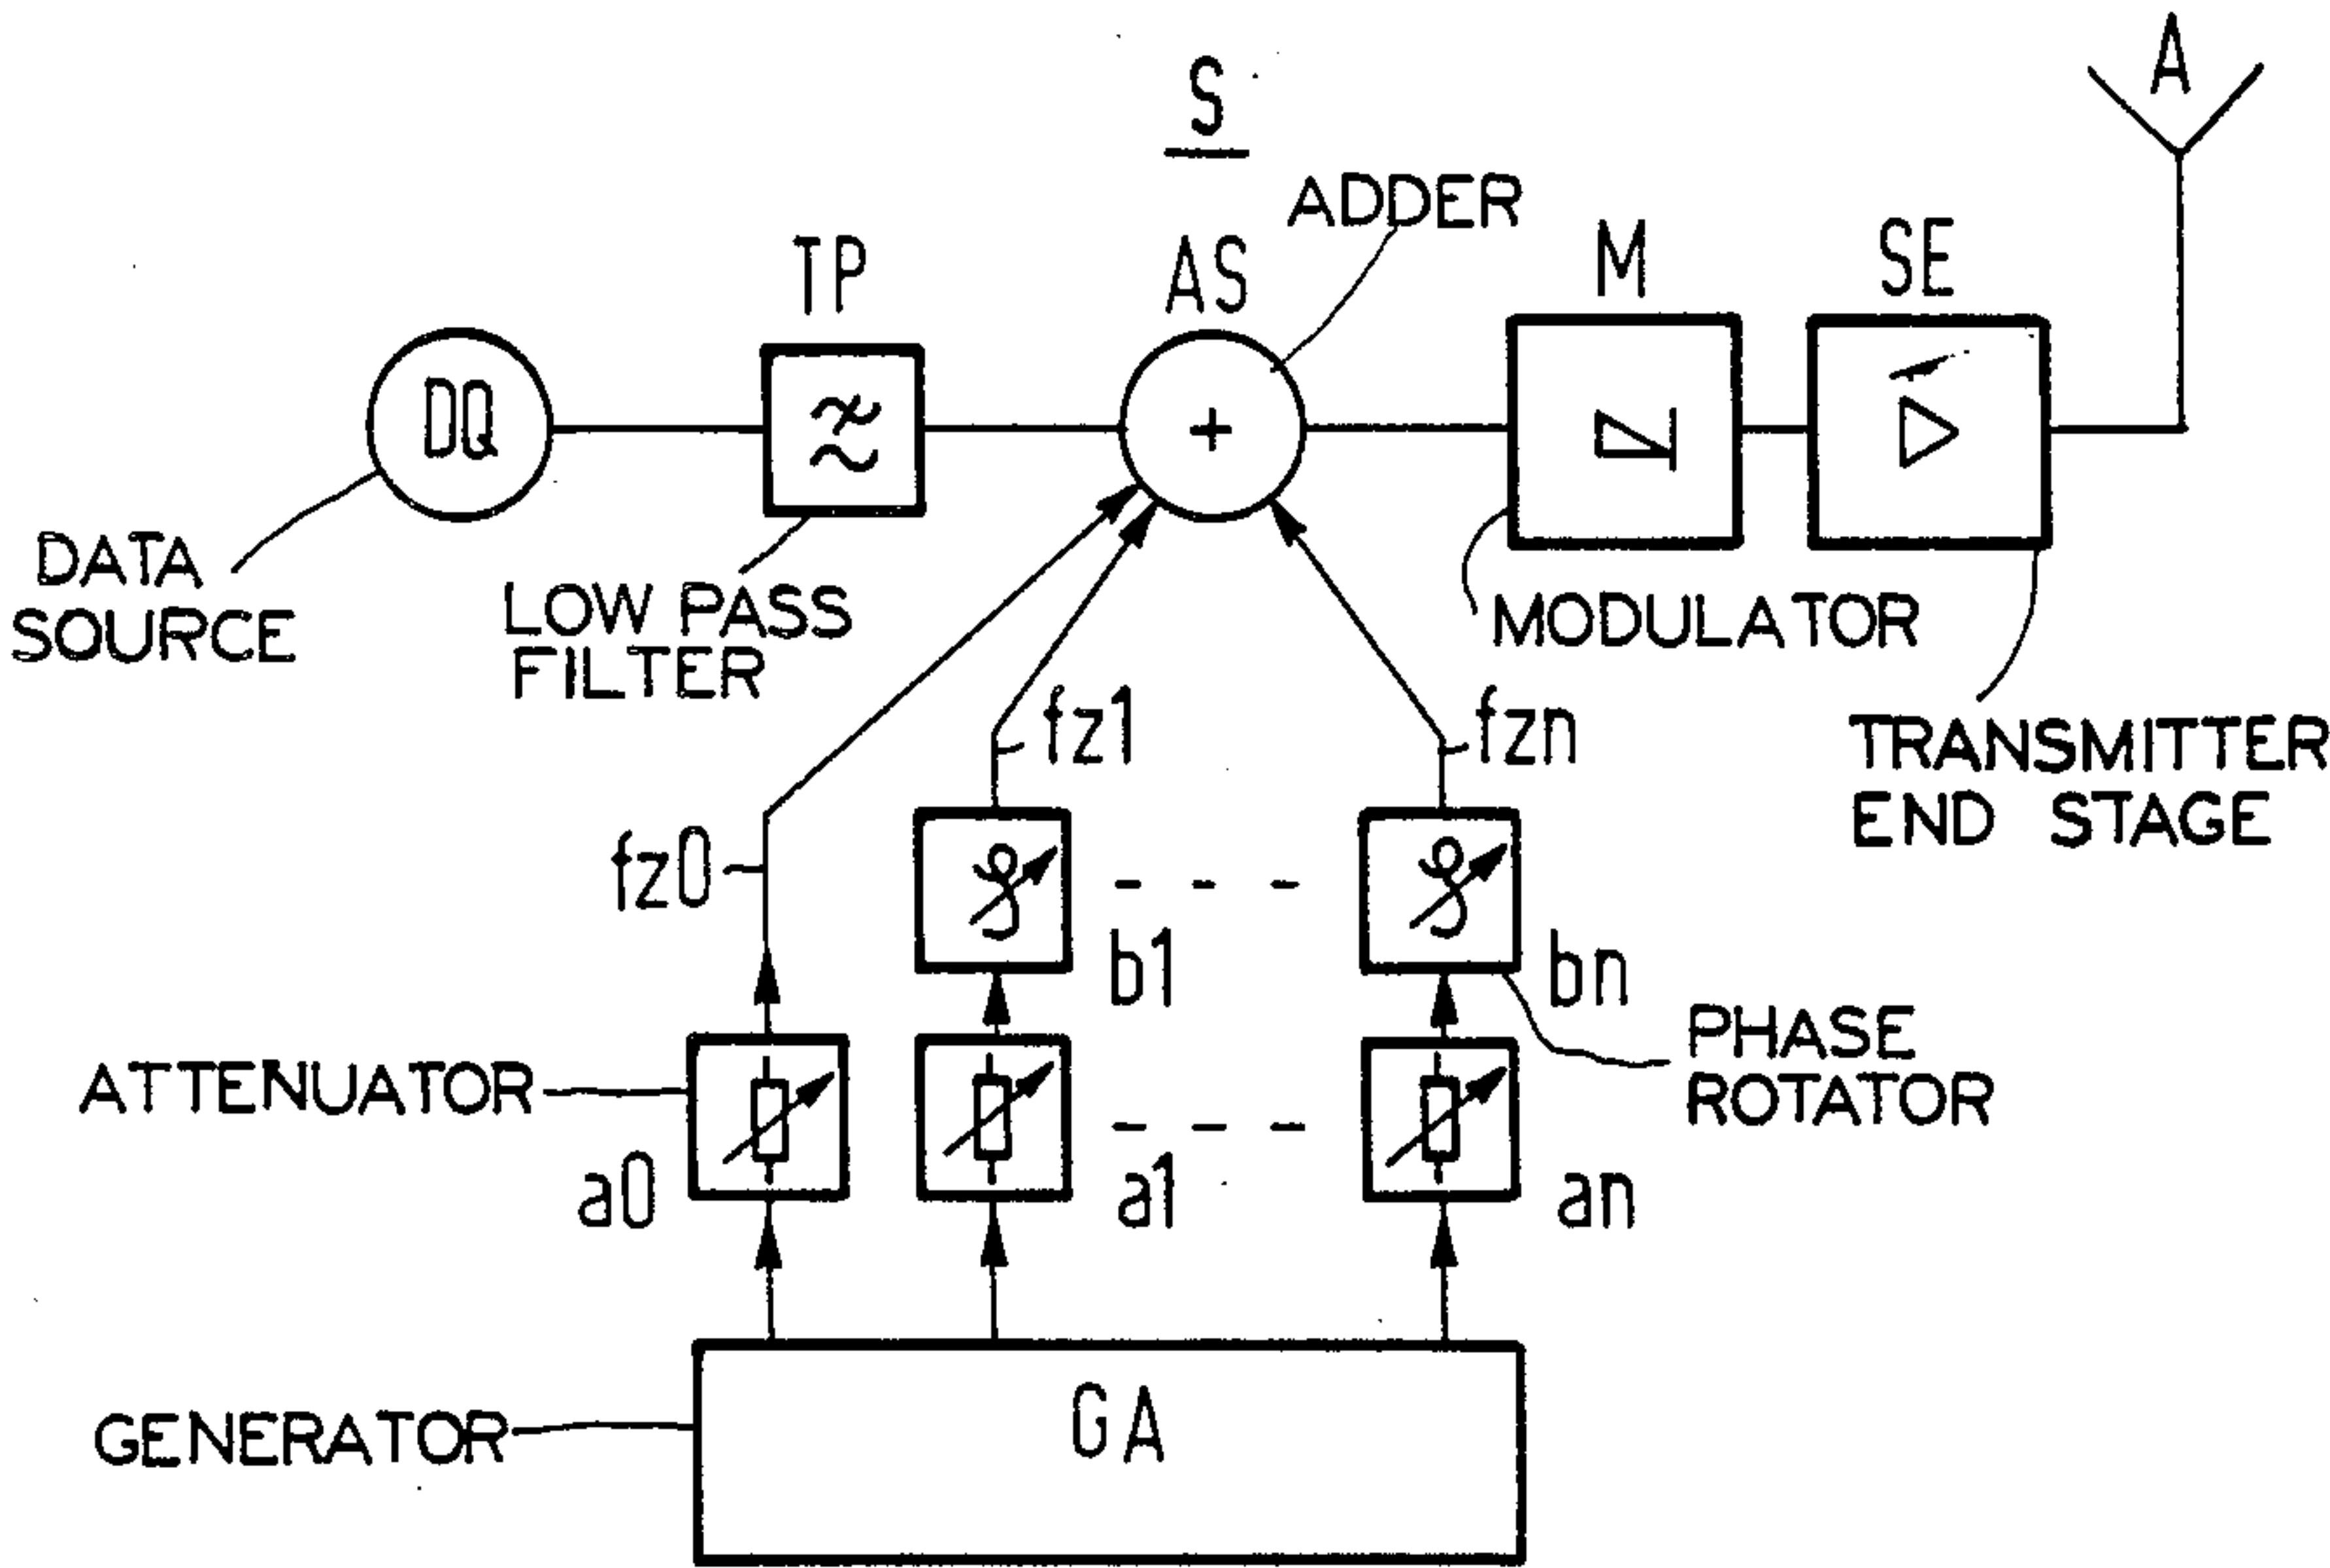 A
S
ADDER
TP
AS
M
SE
DQ
+
DATA
SOURCE
LOW PASS
FILTER
MODULATOR
TRANSMITTER
END STAGE
fz0
fz1
fzn
b1
bn
PHASE
ROTATOR
ATTENUATOR
a0
a1
an
GENERATOR
GA